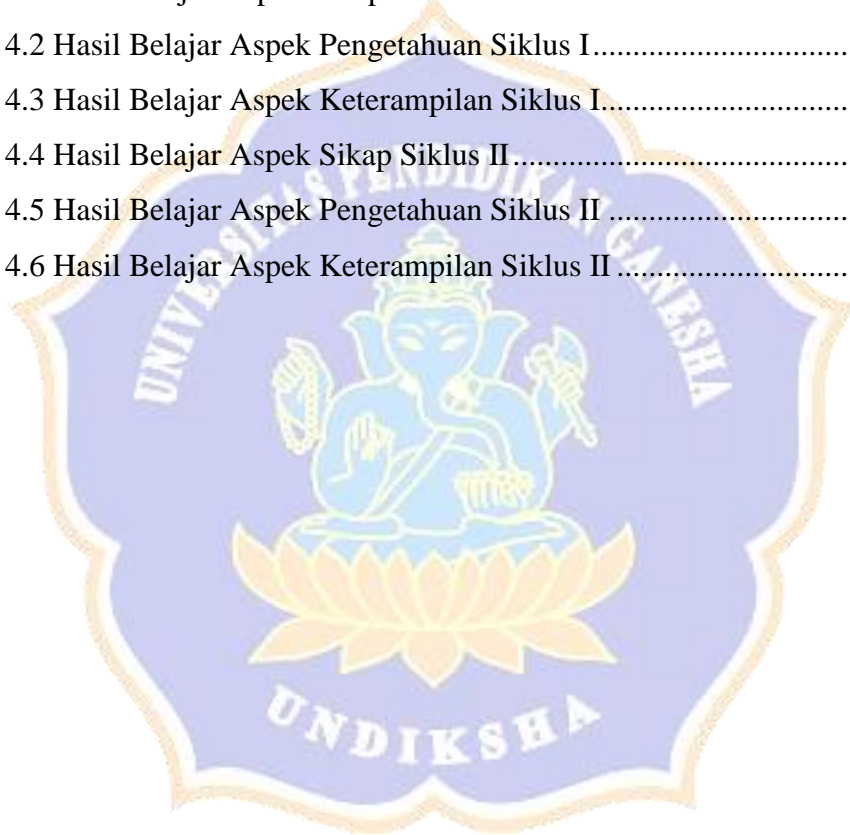 4.2 Hasil Belajar Aspek Pengetahuan Siklus I.................................
4.3 Hasil Belajar Aspek Keterampilan Siklus I................................
4.4 Hasil Belajar Aspek Sikap Siklus II...........................................
4.5 Hasil Belajar Aspek Pengetahuan Siklus II ...............................
4.6 Hasil Belajar Aspek Keterampilan Siklus II ..............................
UNIVERSITAS PENDIDIKAN GANESHA
UNDIKSHA